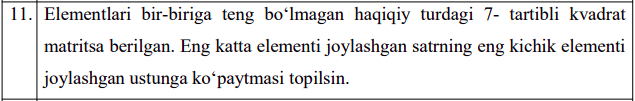 11. Elementlari bir-biriga teng bo‘lmagan haqiqiy turdagi 7- tartibli kvadrat
matritsa berilgan. Eng katta elementi joylashgan satrning eng kichik elementi
joylashgan ustunga ko‘paytmasi topilsin.